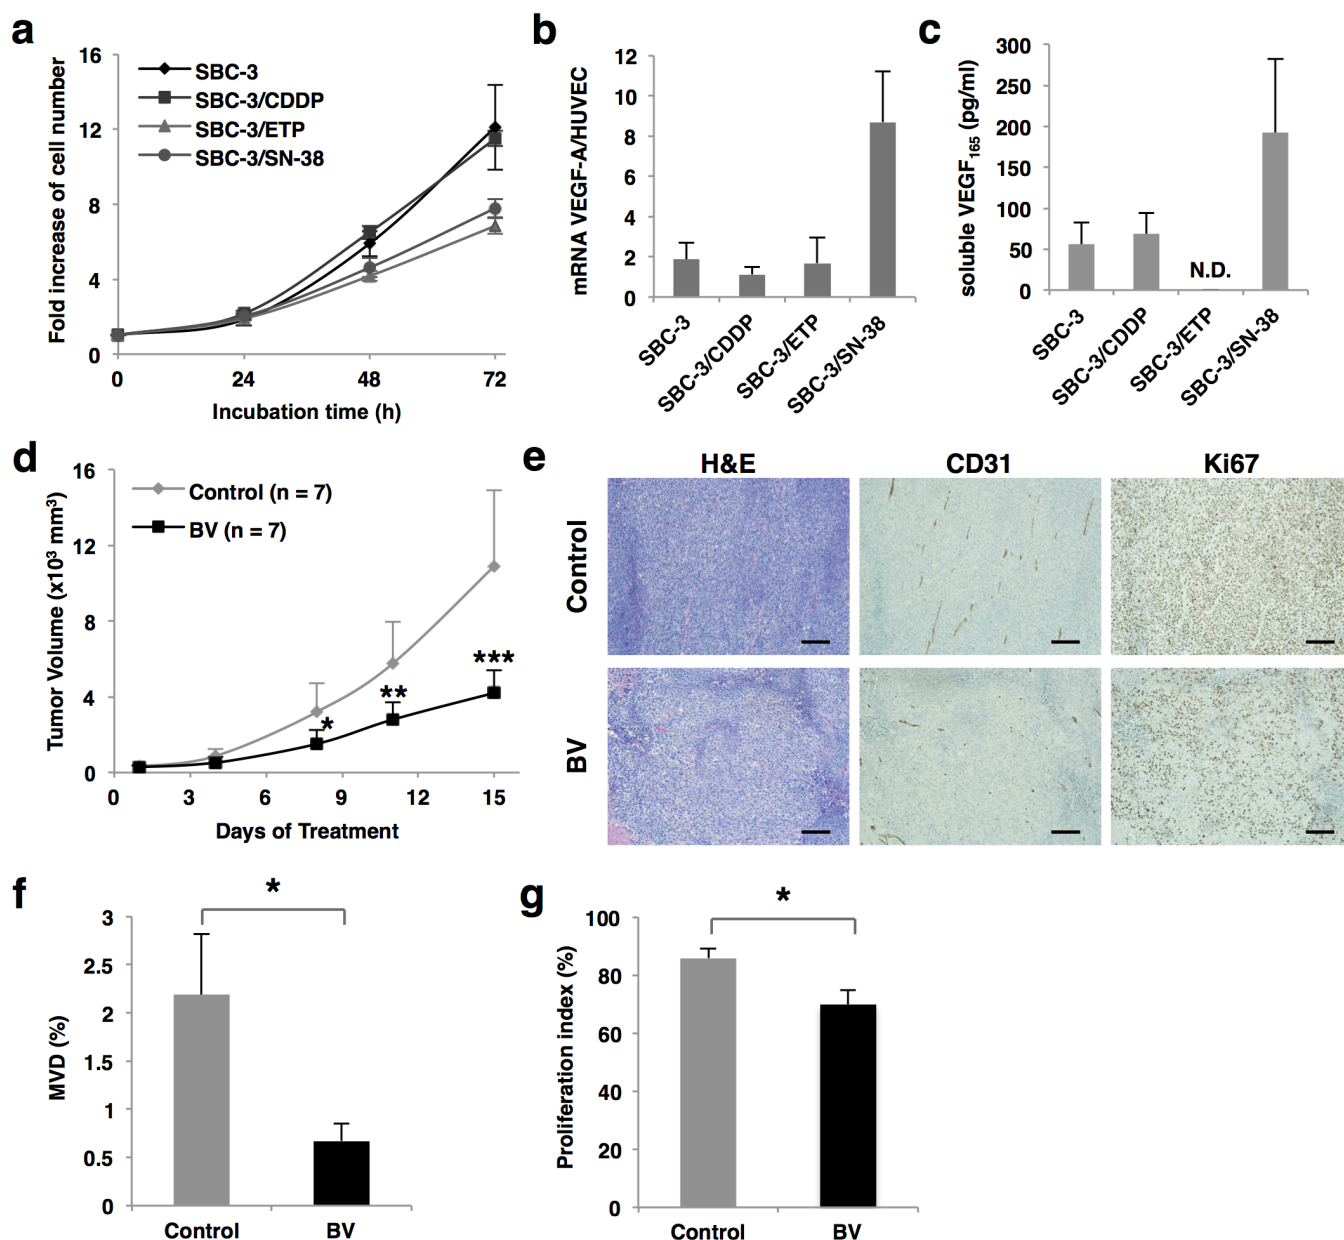 a
16
12
8
4
0
Fold increase of cell number
SBC-3
SBC-3/CDDP
SBC-3/ETP
SBC-3/SN-38
0 24 48 72
Incubation time (h)
b
12
10
8
6
4
2
0
mRNA VEGF-A/HUVEC
SBC-3
SBC-3/CDDP
SBC-3/ETP
SBC-3/SN-38
c
300
250
200
150
100
50
0
soluble VEGF₁₆₅ (pg/ml)
N.D.
SBC-3
SBC-3/CDDP
SBC-3/ETP
SBC-3/SN-38
d
16
12
8
4
0
Tumor Volume (x10³ mm³)
Control (n = 7)
BV (n = 7)
*
**
***
0 3 6 9 12 15
Days of Treatment
e
H&E CD31 Ki67
Control
BV
f
3
2.5
2
1.5
1
0.5
0
MVD (%)
*
Control BV
g
100
80
60
40
20
0
Proliferation index (%)
*
Control BV